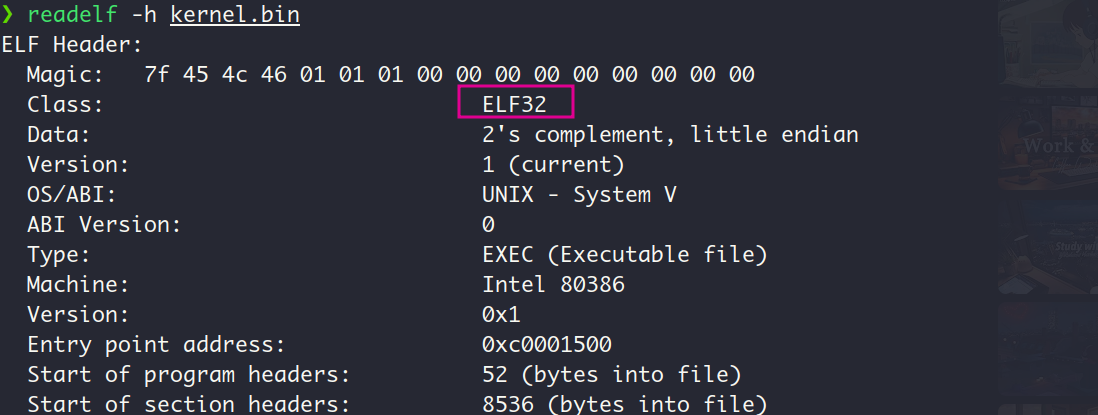 ❯ readelf -h kernel.bin
ELF Header:
  Magic:   7f 45 4c 46 01 01 01 00 00 00 00 00 00 00 00 00
  Class:                             ELF32
  Data:                              2's complement, little endian
  Version:                           1 (current)
  OS/ABI:                            UNIX - System V
  ABI Version:                       0
  Type:                              EXEC (Executable file)
  Machine:                           Intel 80386
  Version:                           0x1
  Entry point address:               0xc0001500
  Start of program headers:          52 (bytes into file)
  Start of section headers:          8536 (bytes into file)
Work &
Study